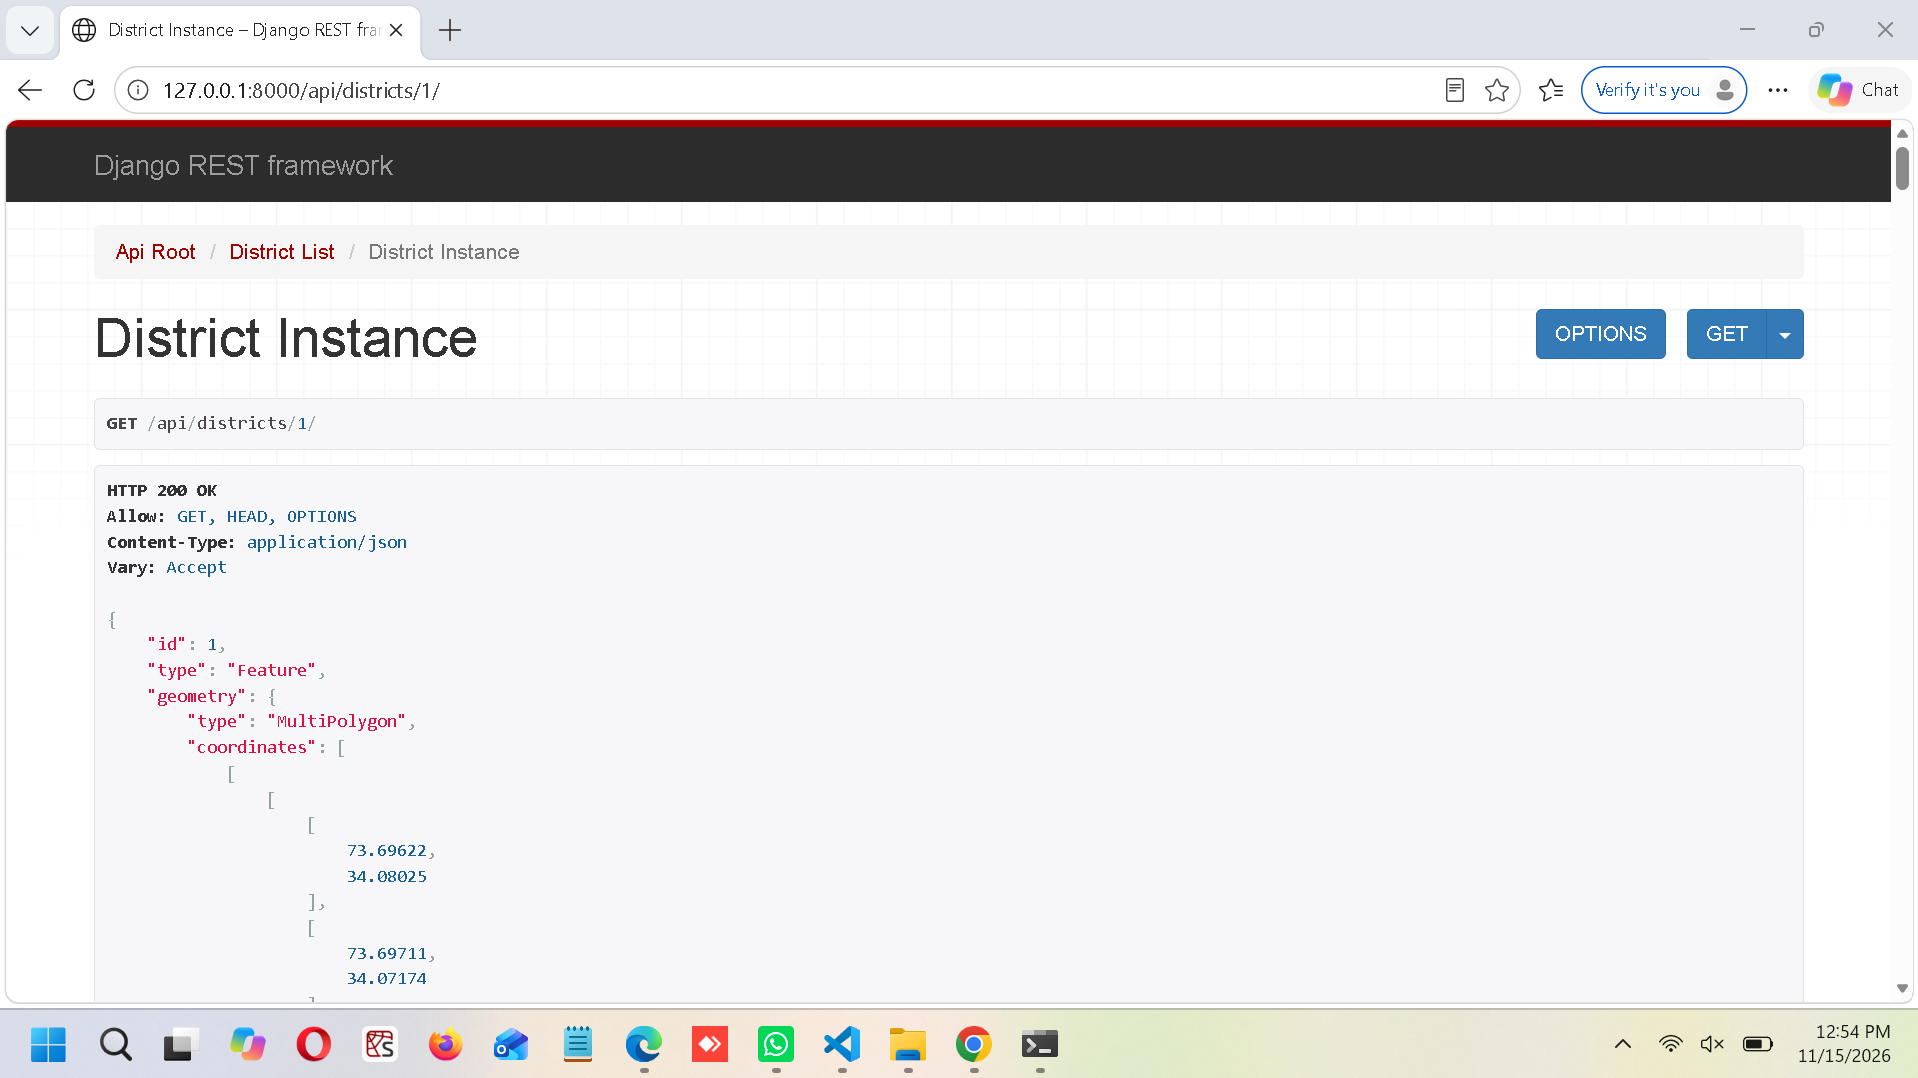 District Instance – Django REST fra
127.0.0.1:8000/api/districts/1/
Verify it's you
Chat
Django REST framework
Api Root / District List / District Instance
District Instance
OPTIONS
GET
GET /api/districts/1/
HTTP 200 OK
Allow: GET, HEAD, OPTIONS
Content-Type: application/json
Vary: Accept
{
"id": 1,
"type": "Feature",
"geometry": {
"type": "MultiPolygon",
"coordinates": [
[
[
[
73.69622,
34.08025
],
[
73.69711,
34.07174
]
12:54 PM
11/15/2026